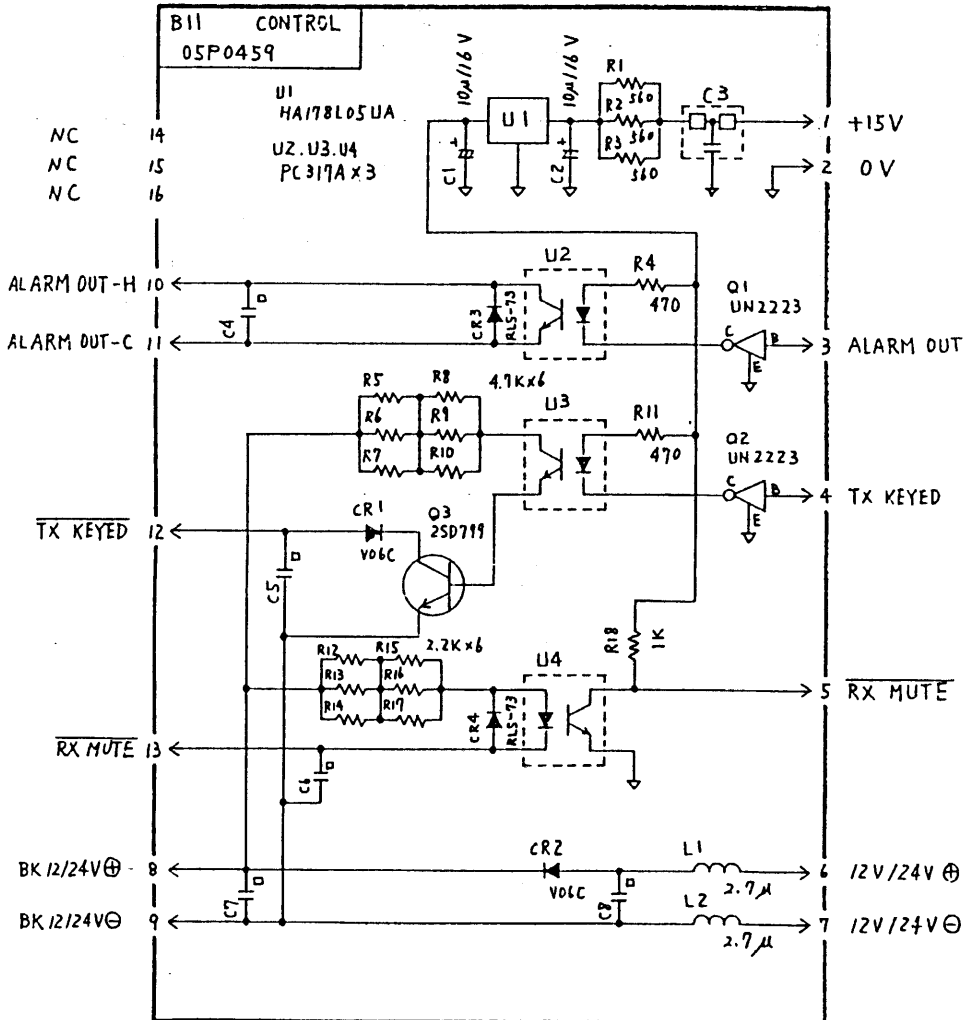 B11 CONTROL
05P0459
U1
HA178L05UA
U2.U3.U4
PC317A×3
10μ/16V
C1
U1
10μ/16V
C2
R1
560
R2
560
R3
560
C3
1 +15V
2 0V
NC 14
NC 15
NC 16
ALARM OUT-H 10
ALARM OUT-C 11
C4
CR3
RLS-73
U2
R4
470
Q1
UN2223
C
B
E
3 ALARM OUT
R5
R6
R7
R8
R9
R10
4.7K×6
U3
R11
470
Q2
UN2223
C
B
E
4 TX KEYED
TX KEYED 12
C5
CR1
V06C
Q3
2SD799
R12
R13
R14
R15
R16
R17
2.2K×6
CR4
RLS-73
U4
R18
1K
5 RX MUTE
RX MUTE 13
C6
BK 12/24V⊕ 8
C7
BK 12/24V⊖ 9
CR2
V06C
C8
L1
2.7μ
L2
2.7μ
6 12V/24V ⊕
7 12V/24V ⊖